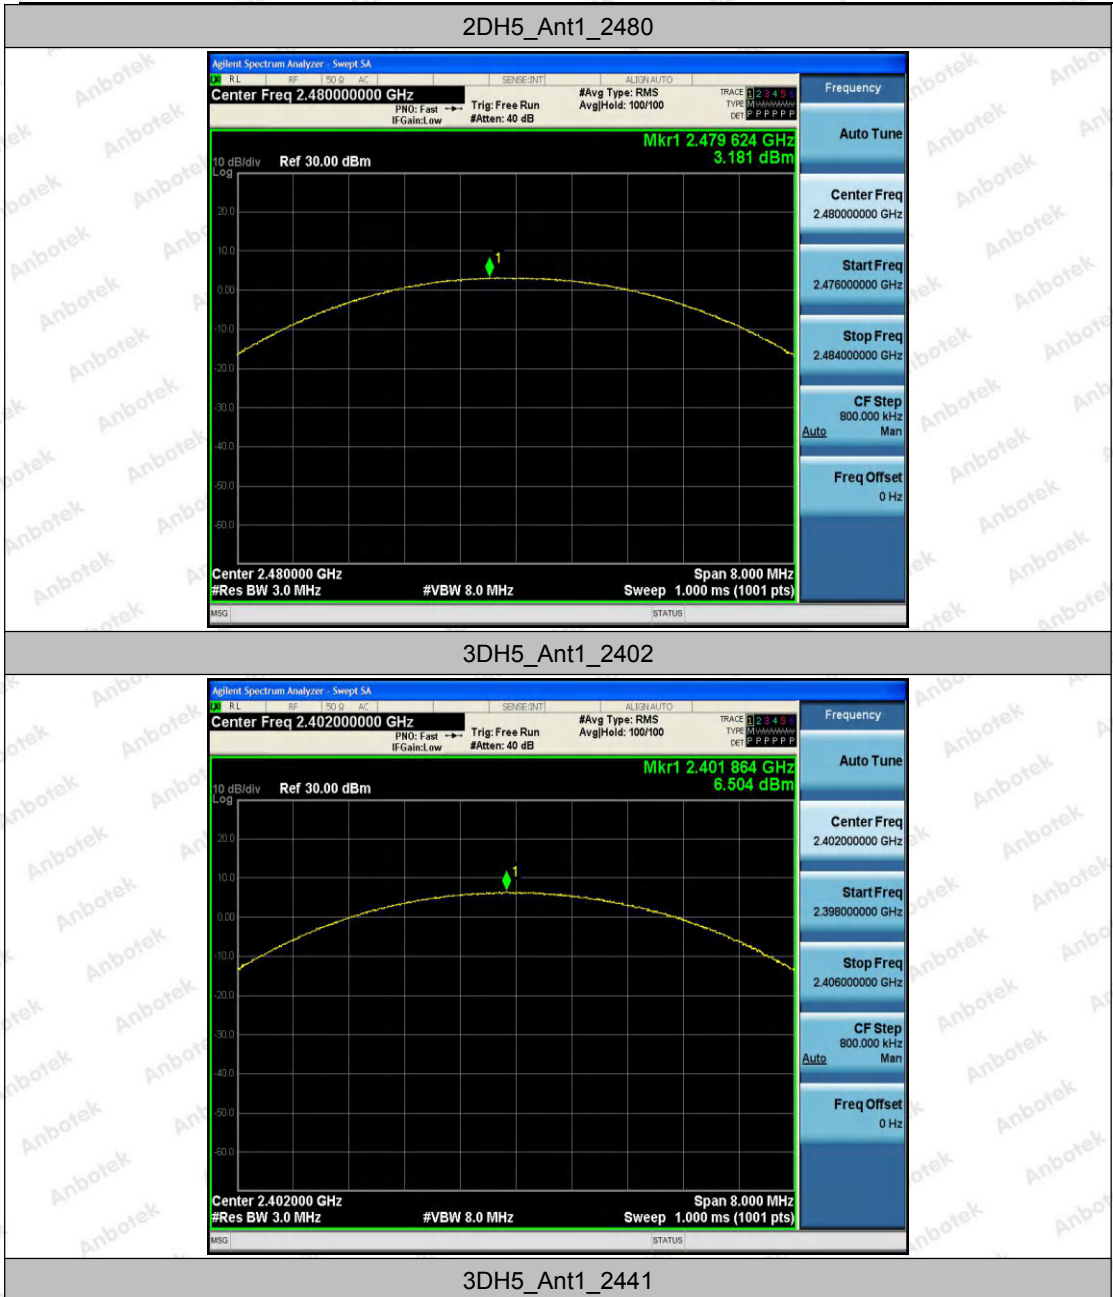 2DH5_Ant1_2480
Agilent Spectrum Analyzer - Swept SA
RL RF 50 Ω AC SENSE:INT ALIGNAUTO
Center Freq 2.480000000 GHz
PNO: Fast
IFGain:Low
Trig: Free Run
#Atten: 40 dB
#Avg Type: RMS
Avg|Hold: 100/100
TRACE 1 2 3 4 5 6
TYPE M
DET P P P P P P
Mkr1 2.479 624 GHz
3.181 dBm
10 dB/div Ref 30.00 dBm
Log
20.0
10.0
0.00
-10.0
-20.0
-30.0
-40.0
-50.0
-60.0
1
Center 2.480000 GHz Span 8.000 MHz
#Res BW 3.0 MHz #VBW 8.0 MHz Sweep 1.000 ms (1001 pts)
MSG STATUS
Frequency
Auto Tune
Center Freq
2.480000000 GHz
Start Freq
2.476000000 GHz
Stop Freq
2.484000000 GHz
CF Step
800.000 kHz
Auto Man
Freq Offset
0 Hz
3DH5_Ant1_2402
Agilent Spectrum Analyzer - Swept SA
RL RF 50 Ω AC SENSE:INT ALIGNAUTO
Center Freq 2.402000000 GHz
PNO: Fast
IFGain:Low
Trig: Free Run
#Atten: 40 dB
#Avg Type: RMS
Avg|Hold: 100/100
TRACE 1 2 3 4 5 6
TYPE M
DET P P P P P P
Mkr1 2.401 864 GHz
6.504 dBm
10 dB/div Ref 30.00 dBm
Log
20.0
10.0
0.00
-10.0
-20.0
-30.0
-40.0
-50.0
-60.0
1
Center 2.402000 GHz Span 8.000 MHz
#Res BW 3.0 MHz #VBW 8.0 MHz Sweep 1.000 ms (1001 pts)
MSG STATUS
Frequency
Auto Tune
Center Freq
2.402000000 GHz
Start Freq
2.398000000 GHz
Stop Freq
2.406000000 GHz
CF Step
800.000 kHz
Auto Man
Freq Offset
0 Hz
3DH5_Ant1_2441